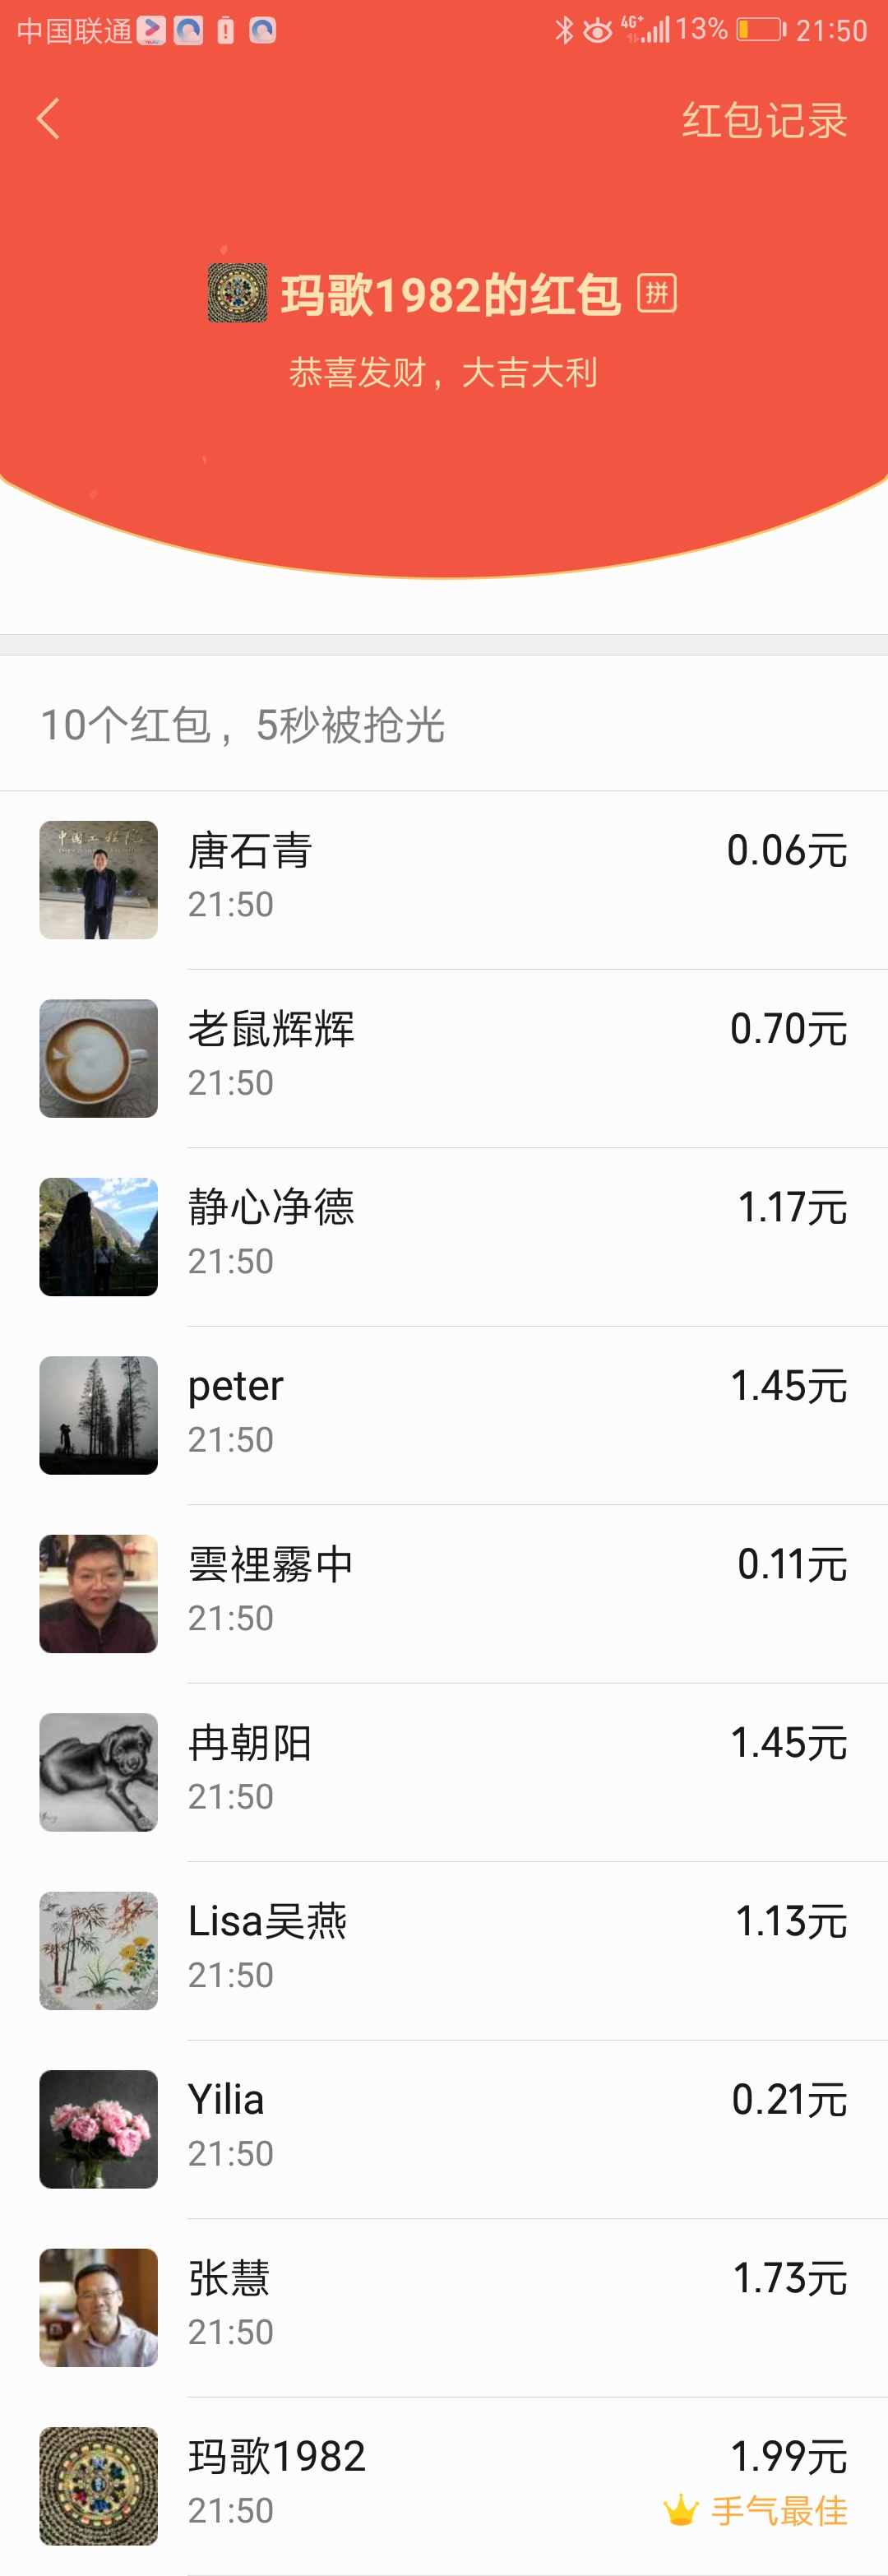 中国联通 4G+ 13% 21:50
红包记录
玛歌1982的红包 拼
恭喜发财，大吉大利
10个红包，5秒被抢光
中国工程院
唐石青 0.06元
21:50
老鼠辉辉 0.70元
21:50
静心净德 1.17元
21:50
peter 1.45元
21:50
雲裡霧中 0.11元
21:50
冉朝阳 1.45元
21:50
Lisa吴燕 1.13元
21:50
Yilia 0.21元
21:50
张慧 1.73元
21:50
玛歌1982 1.99元
21:50 手气最佳